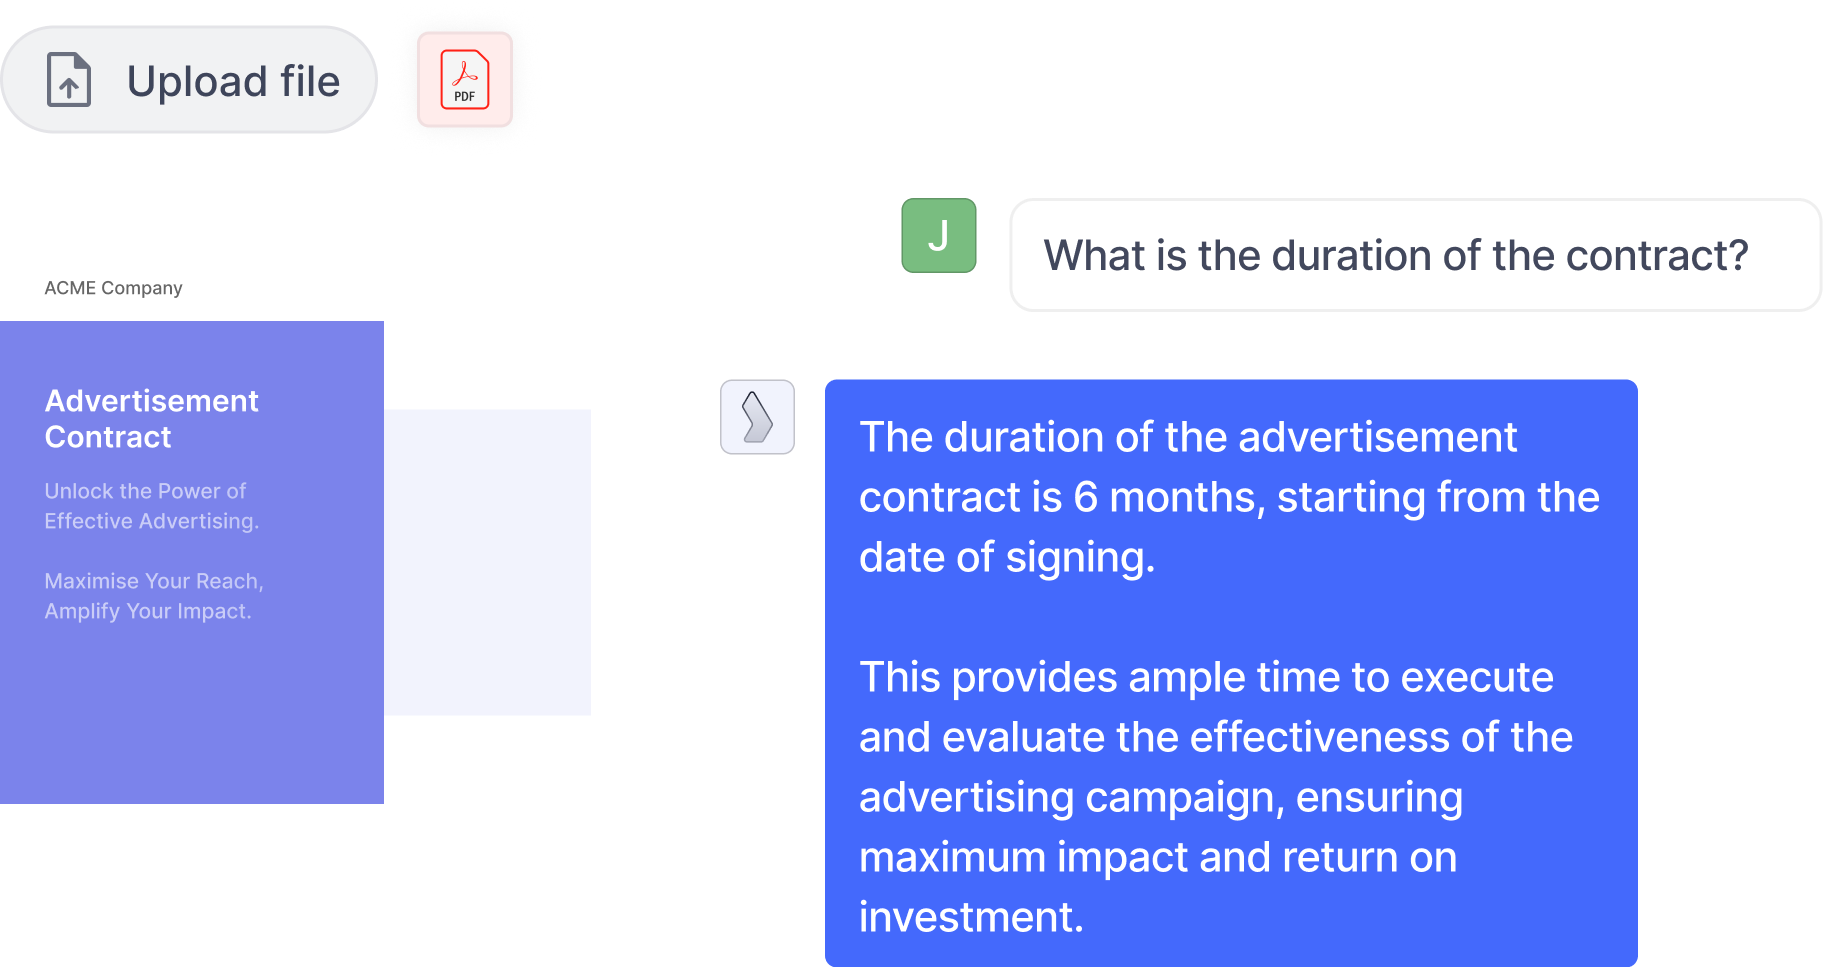 Upload file
PDF
J
What is the duration of the contract?
ACME Company
Advertisement
Contract
Unlock the Power of
Effective Advertising.
Maximise Your Reach,
Amplify Your Impact.
The duration of the advertisement
contract is 6 months, starting from the
date of signing.
This provides ample time to execute
and evaluate the effectiveness of the
advertising campaign, ensuring
maximum impact and return on
investment.